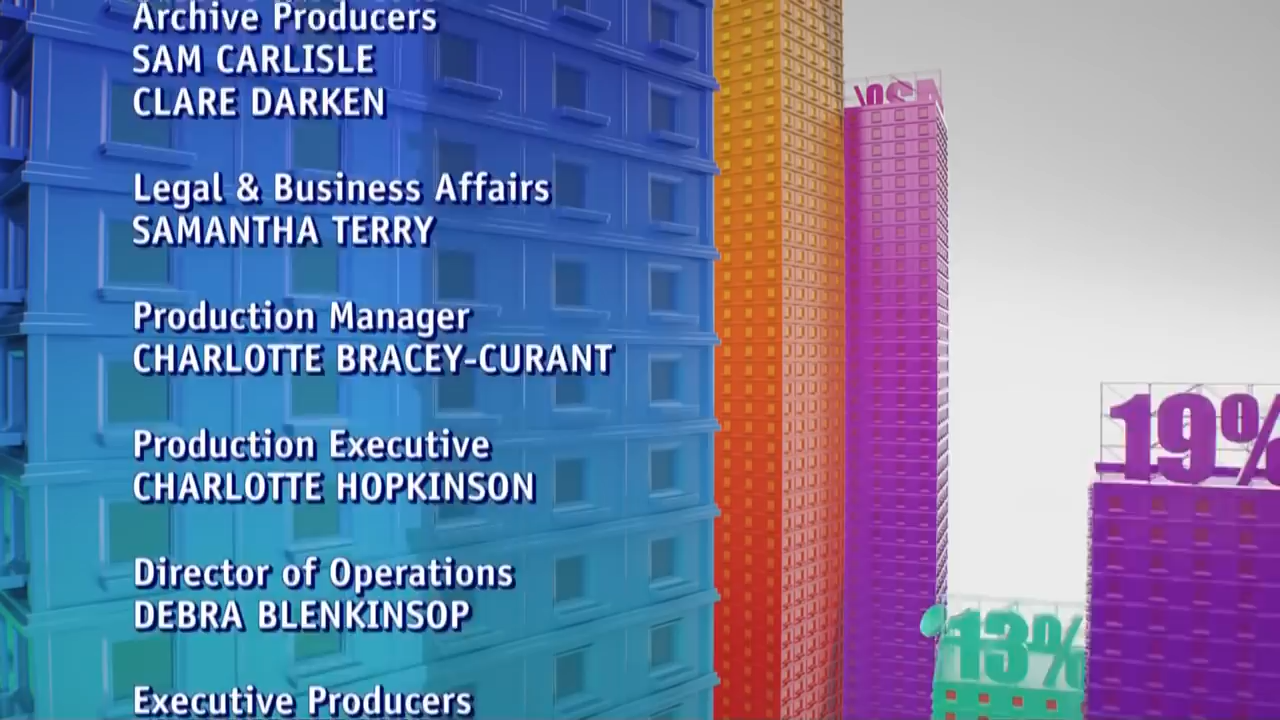 Archive Producers
SAM CARLISLE
CLARE DARKEN
Legal & Business Affairs
SAMANTHA TERRY
Production Manager
CHARLOTTE BRACEY-CURANT
Production Executive
CHARLOTTE HOPKINSON
Director of Operations
DEBRA BLENKINSOP
Executive Producers
19%
13%